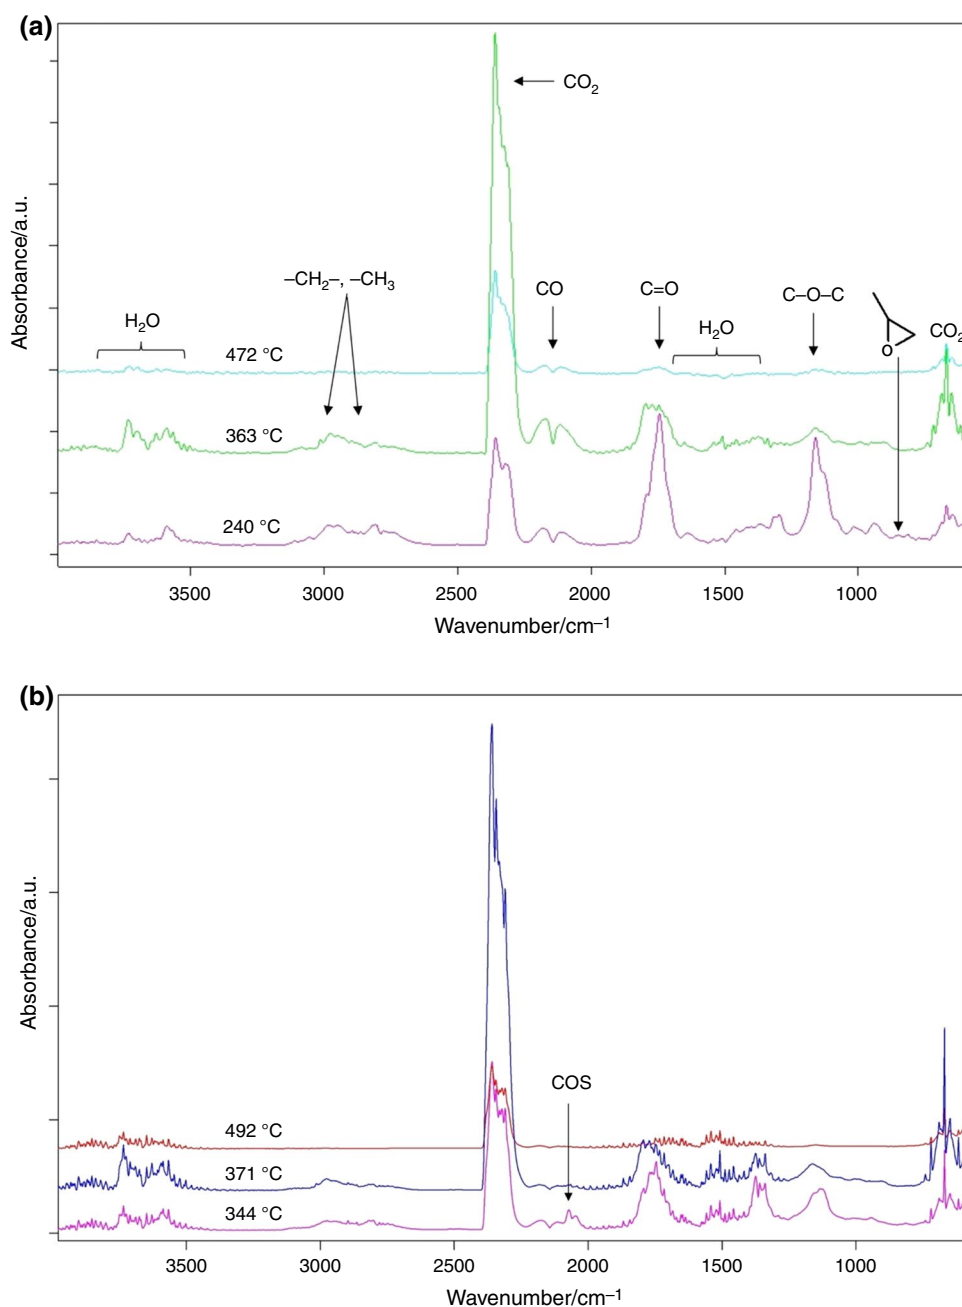 (a)
CO₂
–CH₂–, –CH₃
CO
C=O
C–O–C
H₂O
H₂O
O
CO₂
472 °C
363 °C
240 °C
Absorbance/a.u.
3500 3000 2500 2000 1500 1000
Wavenumber/cm⁻¹
(b)
COS
492 °C
371 °C
344 °C
Absorbance/a.u.
3500 3000 2500 2000 1500 1000
Wavenumber/cm⁻¹